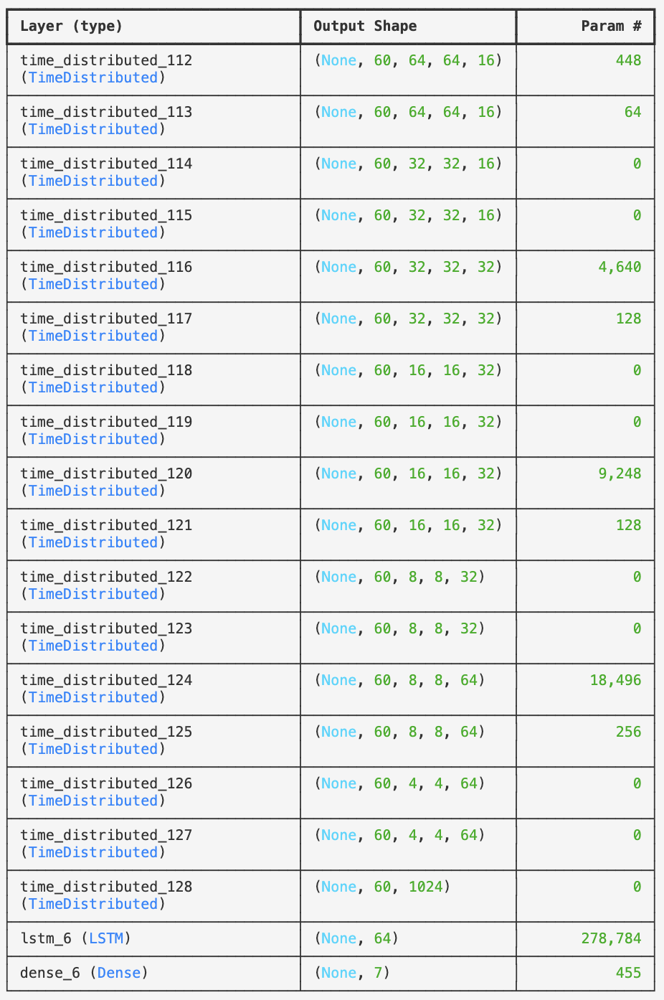 Layer (type) Output Shape Param #
time_distributed_112 (None, 60, 64, 64, 16) 448
(TimeDistributed)
time_distributed_113 (None, 60, 64, 64, 16) 64
(TimeDistributed)
time_distributed_114 (None, 60, 32, 32, 16) 0
(TimeDistributed)
time_distributed_115 (None, 60, 32, 32, 16) 0
(TimeDistributed)
time_distributed_116 (None, 60, 32, 32, 32) 4,640
(TimeDistributed)
time_distributed_117 (None, 60, 32, 32, 32) 128
(TimeDistributed)
time_distributed_118 (None, 60, 16, 16, 32) 0
(TimeDistributed)
time_distributed_119 (None, 60, 16, 16, 32) 0
(TimeDistributed)
time_distributed_120 (None, 60, 16, 16, 32) 9,248
(TimeDistributed)
time_distributed_121 (None, 60, 16, 16, 32) 128
(TimeDistributed)
time_distributed_122 (None, 60, 8, 8, 32) 0
(TimeDistributed)
time_distributed_123 (None, 60, 8, 8, 32) 0
(TimeDistributed)
time_distributed_124 (None, 60, 8, 8, 64) 18,496
(TimeDistributed)
time_distributed_125 (None, 60, 8, 8, 64) 256
(TimeDistributed)
time_distributed_126 (None, 60, 4, 4, 64) 0
(TimeDistributed)
time_distributed_127 (None, 60, 4, 4, 64) 0
(TimeDistributed)
time_distributed_128 (None, 60, 1024) 0
(TimeDistributed)
lstm_6 (LSTM) (None, 64) 278,784
dense_6 (Dense) (None, 7) 455